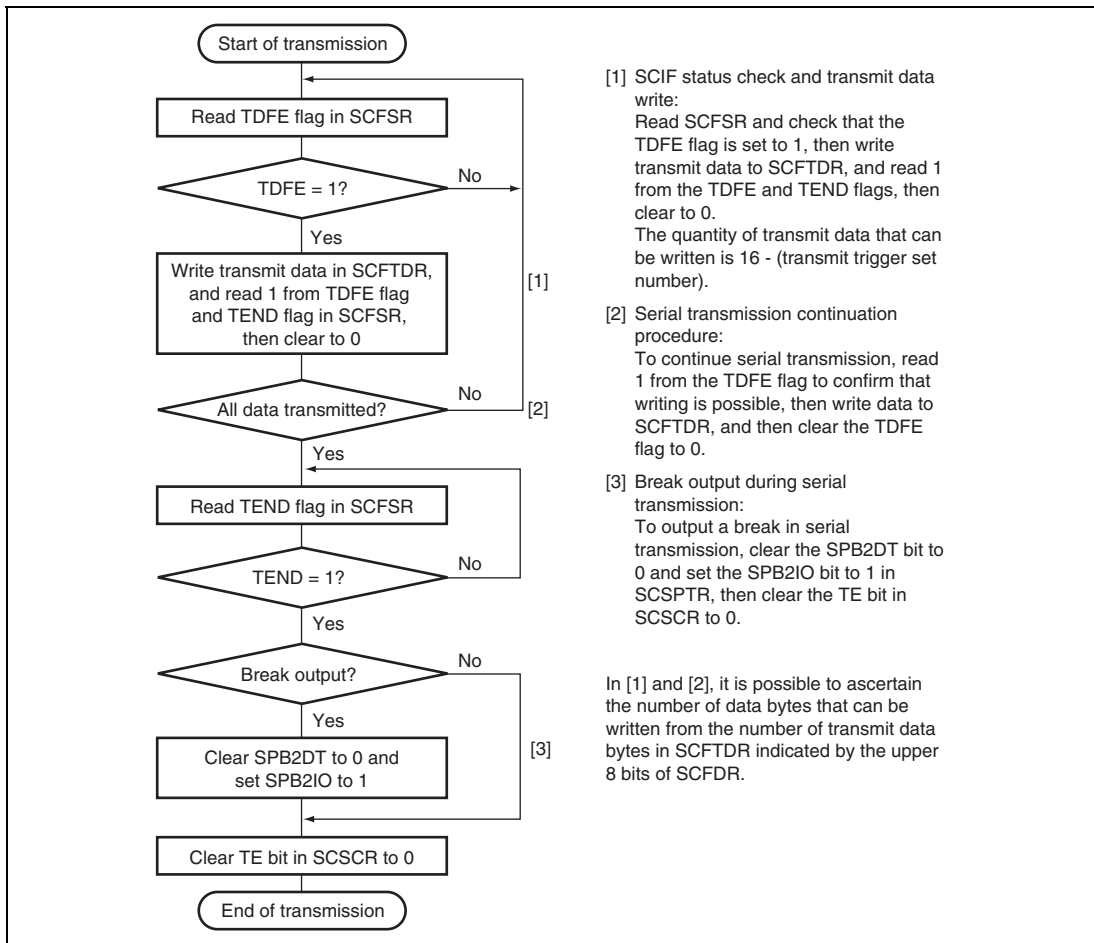 Start of transmission
Read TDFE flag in SCFSR
TDFE = 1?
No
Yes
Write transmit data in SCFTDR,
and read 1 from TDFE flag
and TEND flag in SCFSR,
then clear to 0
[1]
All data transmitted?
No
[2]
Yes
Read TEND flag in SCFSR
TEND = 1?
No
Yes
Break output?
No
Yes
Clear SPB2DT to 0 and
set SPB2IO to 1
[3]
Clear TE bit in SCSCR to 0
End of transmission
[1] SCIF status check and transmit data
write:
Read SCFSR and check that the
TDFE flag is set to 1, then write
transmit data to SCFTDR, and read 1
from the TDFE and TEND flags, then
clear to 0.
The quantity of transmit data that can
be written is 16 - (transmit trigger set
number).
[2] Serial transmission continuation
procedure:
To continue serial transmission, read
1 from the TDFE flag to confirm that
writing is possible, then write data to
SCFTDR, and then clear the TDFE
flag to 0.
[3] Break output during serial
transmission:
To output a break in serial
transmission, clear the SPB2DT bit to
0 and set the SPB2IO bit to 1 in
SCSPTR, then clear the TE bit in
SCSCR to 0.
In [1] and [2], it is possible to ascertain
the number of data bytes that can be
written from the number of transmit data
bytes in SCFTDR indicated by the upper
8 bits of SCFDR.